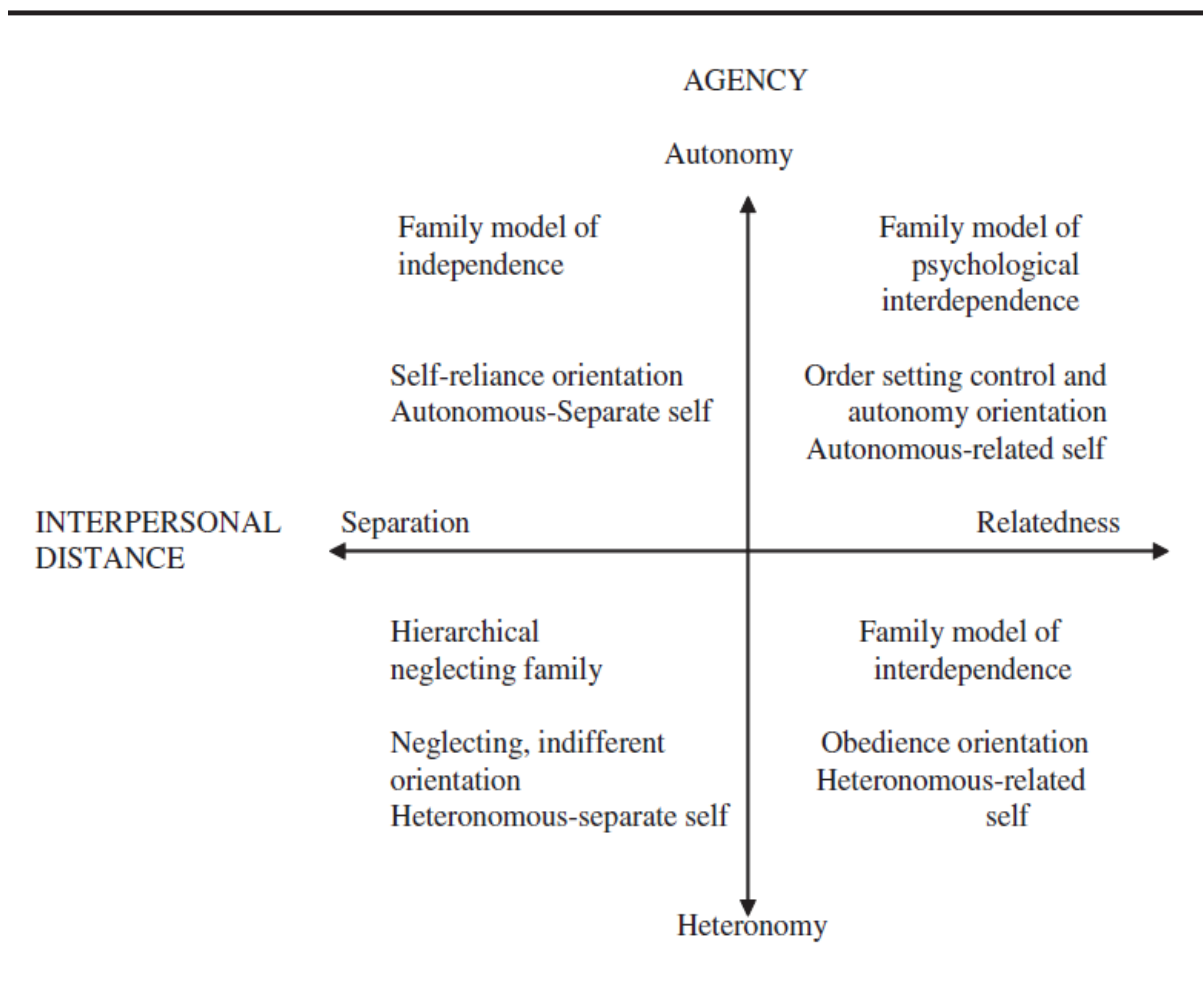 AGENCY
Autonomy
Family model of
independence
Family model of
psychological
interdependence
Self-reliance orientation
Autonomous-Separate self
Order setting control and
autonomy orientation
Autonomous-related self
INTERPERSONAL
DISTANCE
Separation
Relatedness
Hierarchical
neglecting family
Family model of
interdependence
Neglecting, indifferent
orientation
Heteronomous-separate self
Obedience orientation
Heteronomous-related
self
Heteronomy